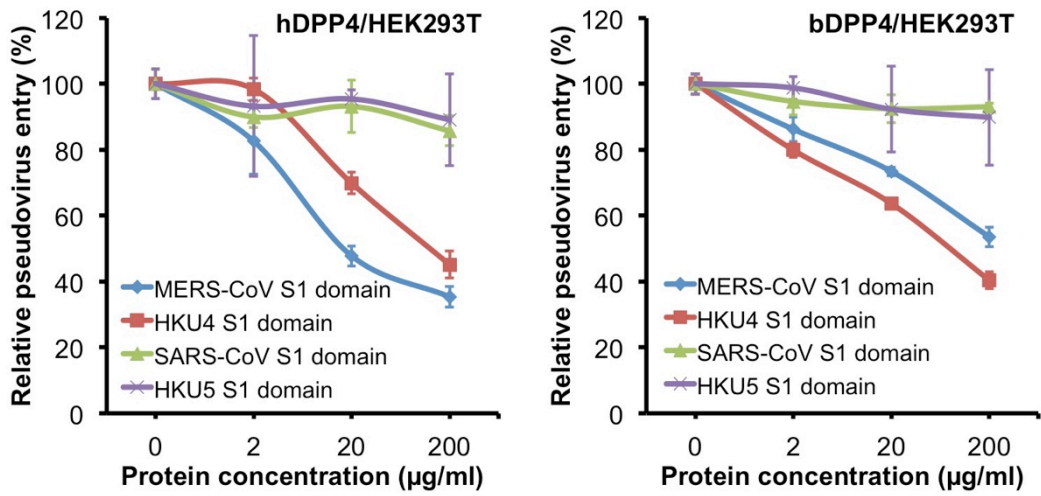 hDPP4/HEK293T
Relative pseudovirus entry (%)
120
100
80
60
40
20
0
MERS-CoV S1 domain
HKU4 S1 domain
SARS-CoV S1 domain
HKU5 S1 domain
0 2 20 200
Protein concentration (μg/ml)
bDPP4/HEK293T
Relative pseudovirus entry (%)
120
100
80
60
40
20
0
MERS-CoV S1 domain
HKU4 S1 domain
SARS-CoV S1 domain
HKU5 S1 domain
0 2 20 200
Protein concentration (μg/ml)